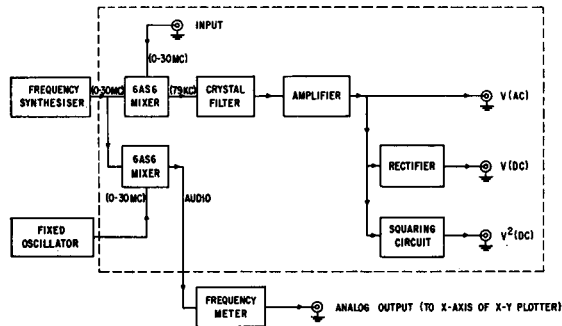 INPUT
(0-30MC)
FREQUENCY
SYNTHESISER
(0-30MC)
6AS6
MIXER
(79KC)
CRYSTAL
FILTER
AMPLIFIER
V(AC)
6AS6
MIXER
RECTIFIER
V(DC)
(0-30MC)
AUDIO
FIXED
OSCILLATOR
SQUARING
CIRCUIT
V²(DC)
FREQUENCY
METER
ANALOG OUTPUT (TO X-AXIS OF X-Y PLOTTER)